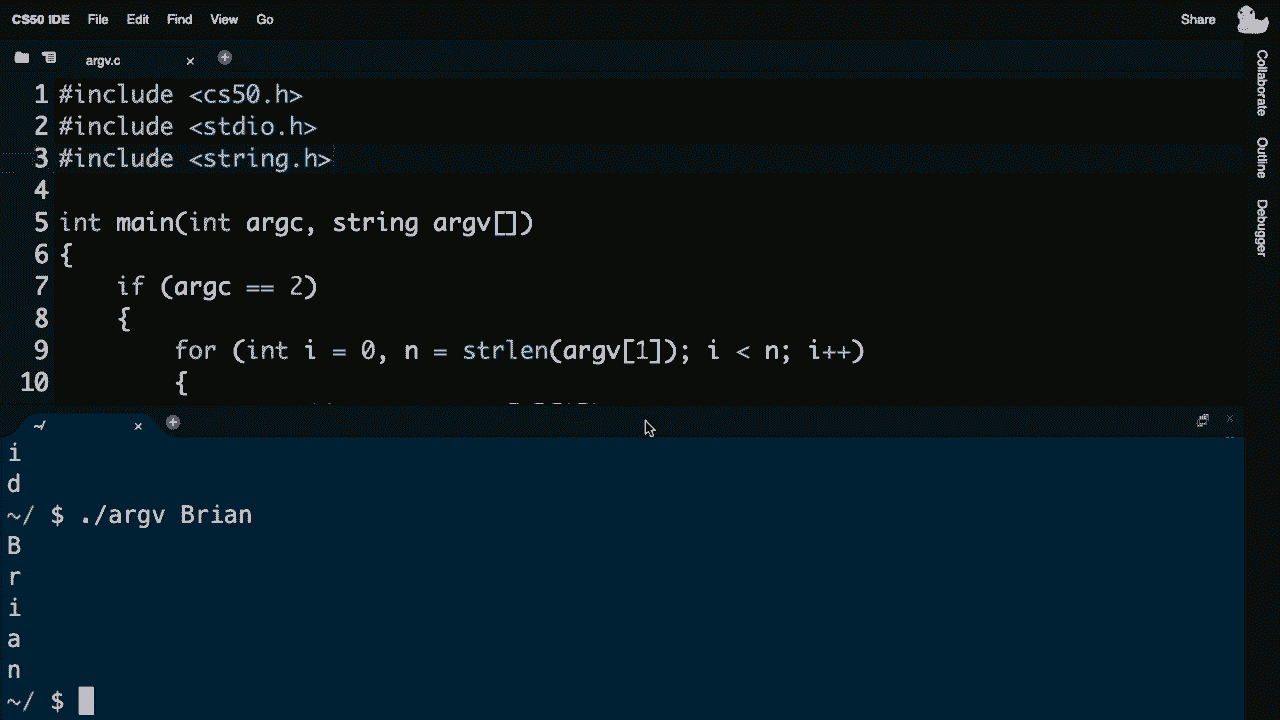 CS50 IDE File Edit Find View Go Share
argv.c
1 #include <cs50.h>
2 #include <stdio.h>
3 #include <string.h>
4
5 int main(int argc, string argv[])
6 {
7     if (argc == 2)
8     {
9         for (int i = 0, n = strlen(argv[1]); i < n; i++)
10         {
~/
i
d
~/ $ ./argv Brian
B
r
i
a
n
~/ $
Collaborate
Outline
Debugger